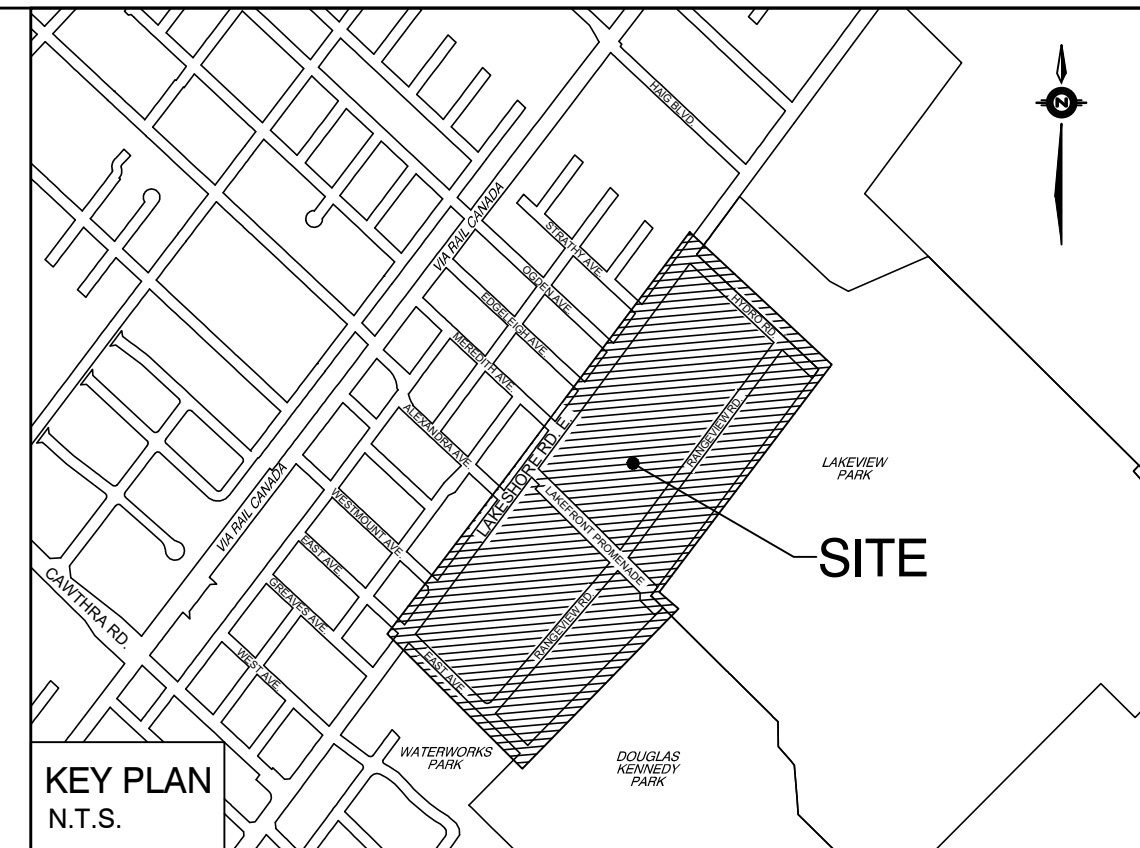 HAIG BLVD.
N
VIA RAIL CANADA
STRATHY AVE.
OGDEN AVE.
EDGELEIGH AVE.
MEREDITH AVE.
ALEXANDRA AVE.
HYDRO RD.
RANGEVIEW RD.
LAKESHORE RD. E.
LAKEVIEW
PARK
LAKEFRONT PROMENADE
SITE
VIA RAIL CANADA
WESTMOUNT AVE.
EAST AVE.
GREAVES AVE.
WEST AVE.
CAWTHRA RD.
RANGEVIEW RD.
EAST AVE.
WATERWORKS
PARK
DOUGLAS
KENNEDY
PARK
KEY PLAN
N.T.S.